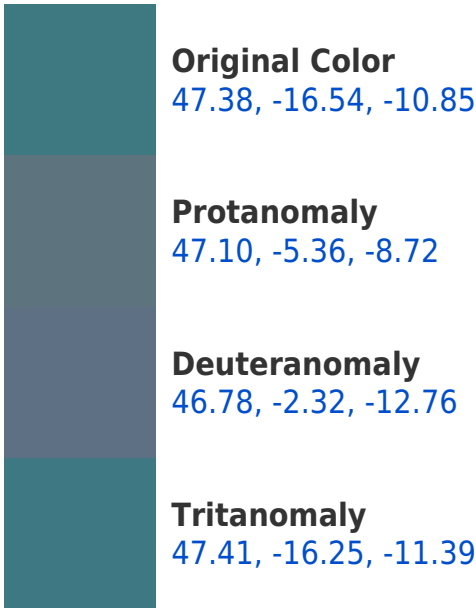 Original Color
47.38, -16.54, -10.85
Protanomaly
47.10, -5.36, -8.72
Deuteranomaly
46.78, -2.32, -12.76
Tritanomaly
47.41, -16.25, -11.39